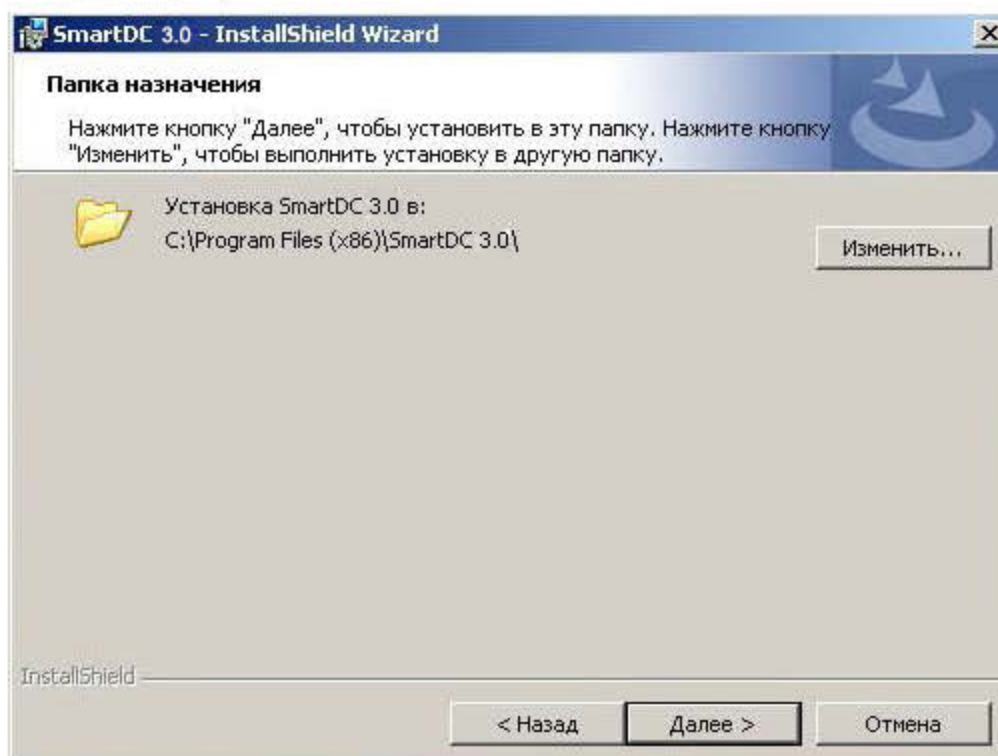 SmartDC 3.0 - InstallShield Wizard
Папка назначения
Нажмите кнопку "Далее", чтобы установить в эту папку. Нажмите кнопку
"Изменить", чтобы выполнить установку в другую папку.
Установка SmartDC 3.0 в:
C:\Program Files (x86)\SmartDC 3.0\
Изменить...
InstallShield
< Назад
Далее >
Отмена